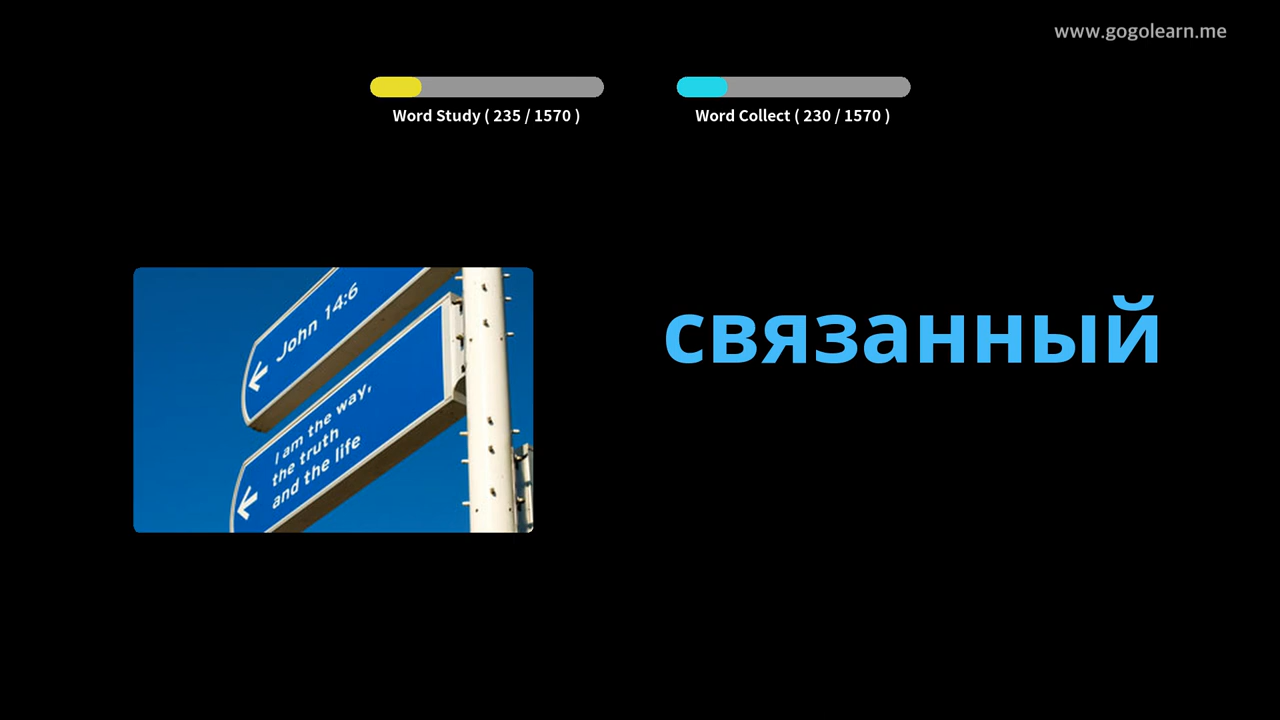 www.gogolearn.me
Word Study ( 235 / 1570 )
Word Collect ( 230 / 1570 )
John 14:6
I am the way,
the truth
and the life
связанный